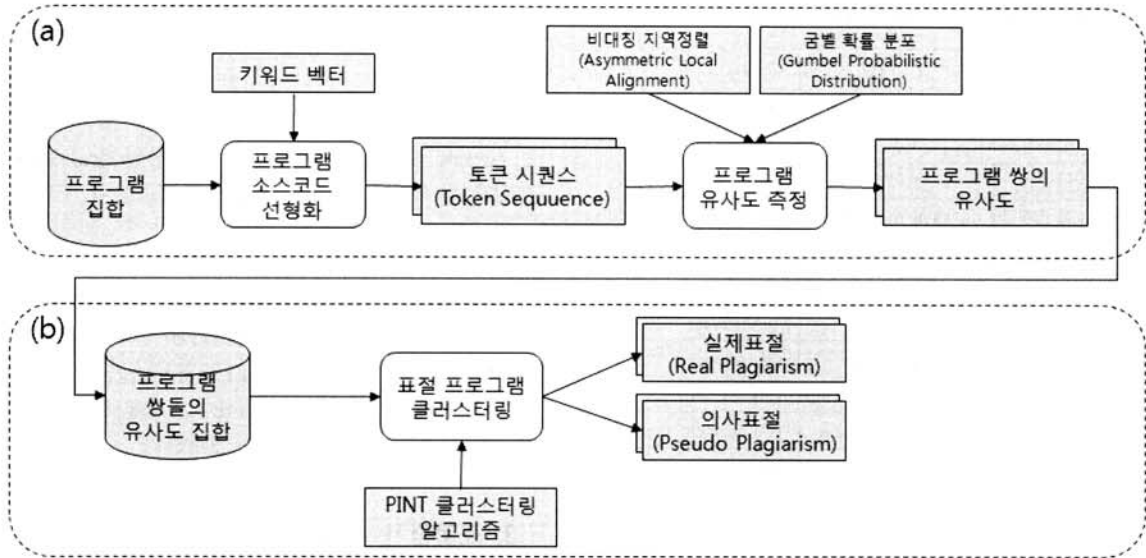 (a)
키워드 벡터
비대칭 지역정렬
(Asymmetric Local
Alignment)
굼벨 확률 분포
(Gumbel Probabilistic
Distribution)
프로그램
집합
프로그램
소스코드
선형화
토큰 시퀀스
(Token Sequuence)
프로그램
유사도 측정
프로그램 쌍의
유사도
(b)
프로그램
쌍들의
유사도 집합
표절 프로그램
클러스터링
실제표절
(Real Plagiarism)
의사표절
(Pseudo Plagiarism)
PINT 클러스터링
알고리즘